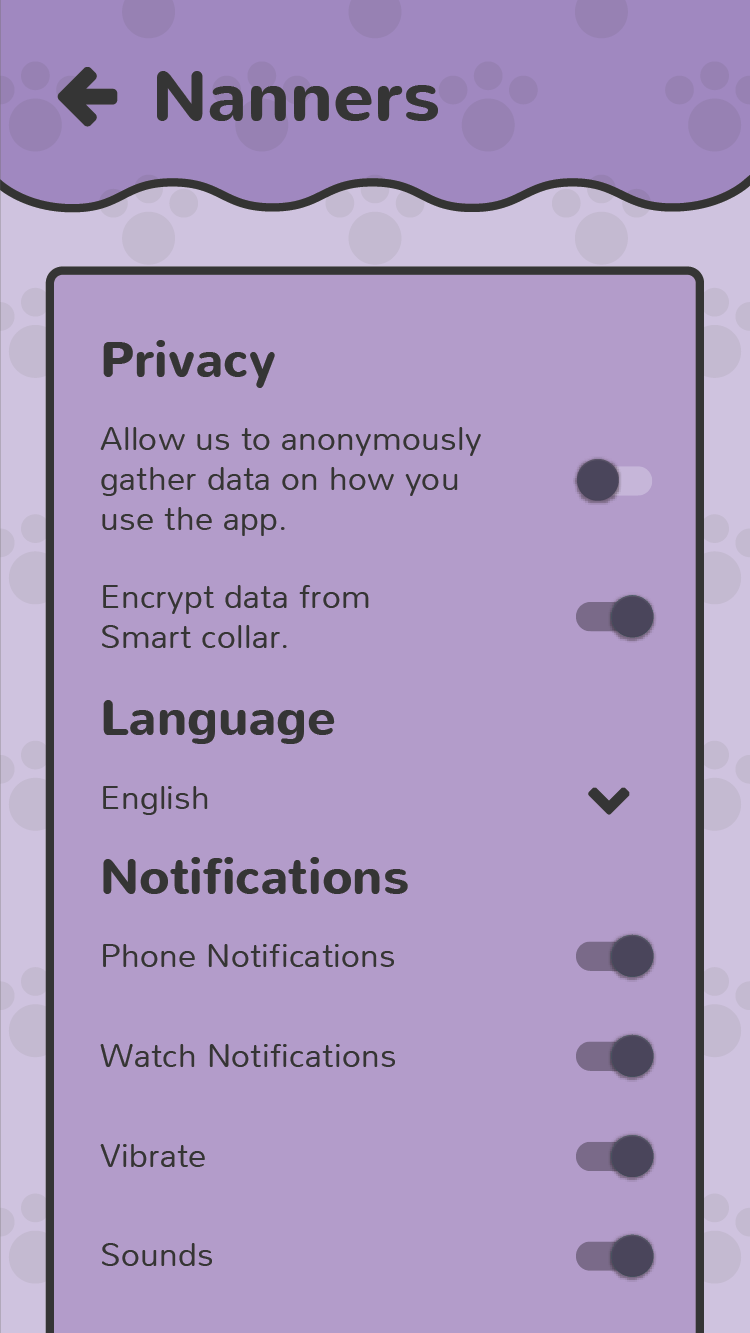 Nanners
Privacy
Allow us to anonymously
gather data on how you
use the app.
Encrypt data from
Smart collar.
Language
English
Notifications
Phone Notifications
Watch Notifications
Vibrate
Sounds